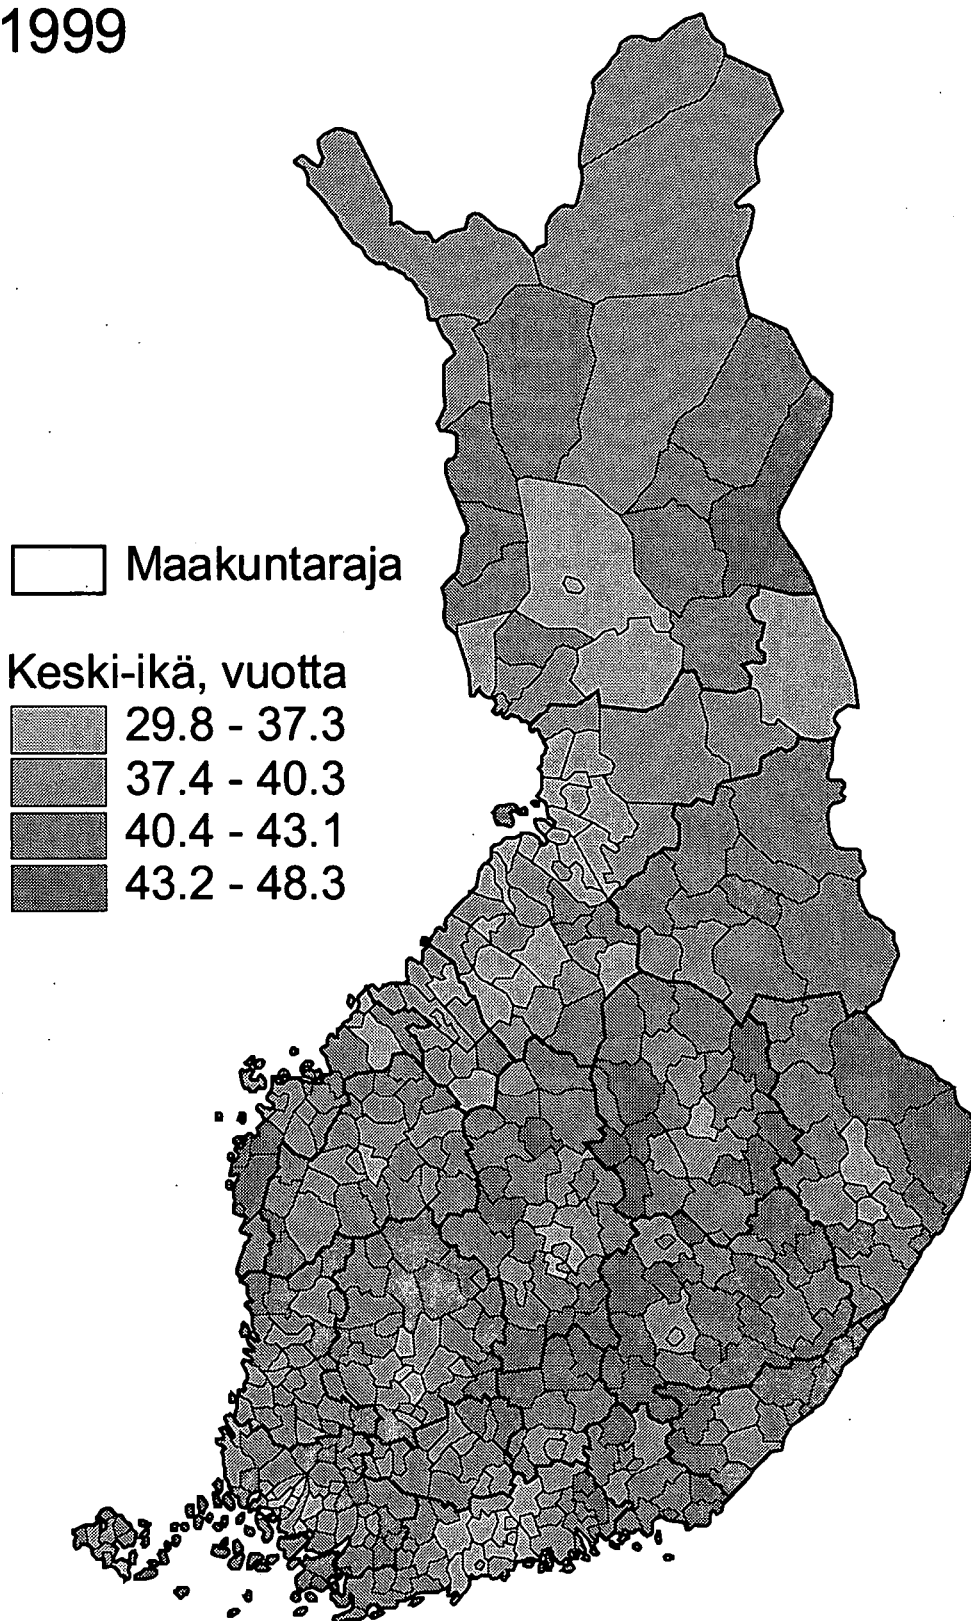 1999
Maakuntaraja
Keski-ikä, vuotta
29.8 - 37.3
37.4 - 40.3
40.4 - 43.1
43.2 - 48.3